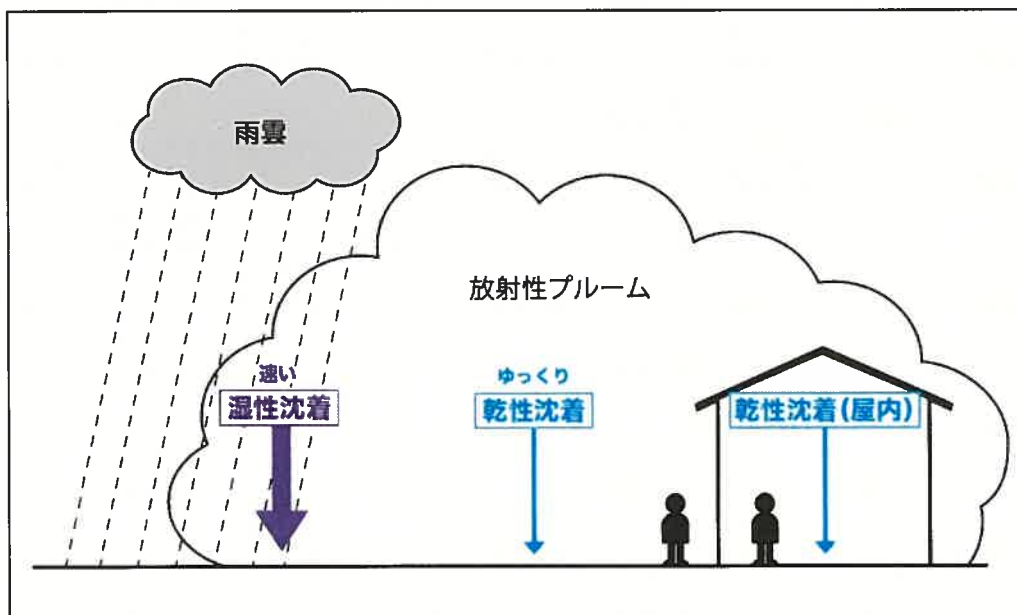 雨雲
放射性プルーム
速い
湿性沈着
ゆっくり
乾性沈着
乾性沈着(屋内)